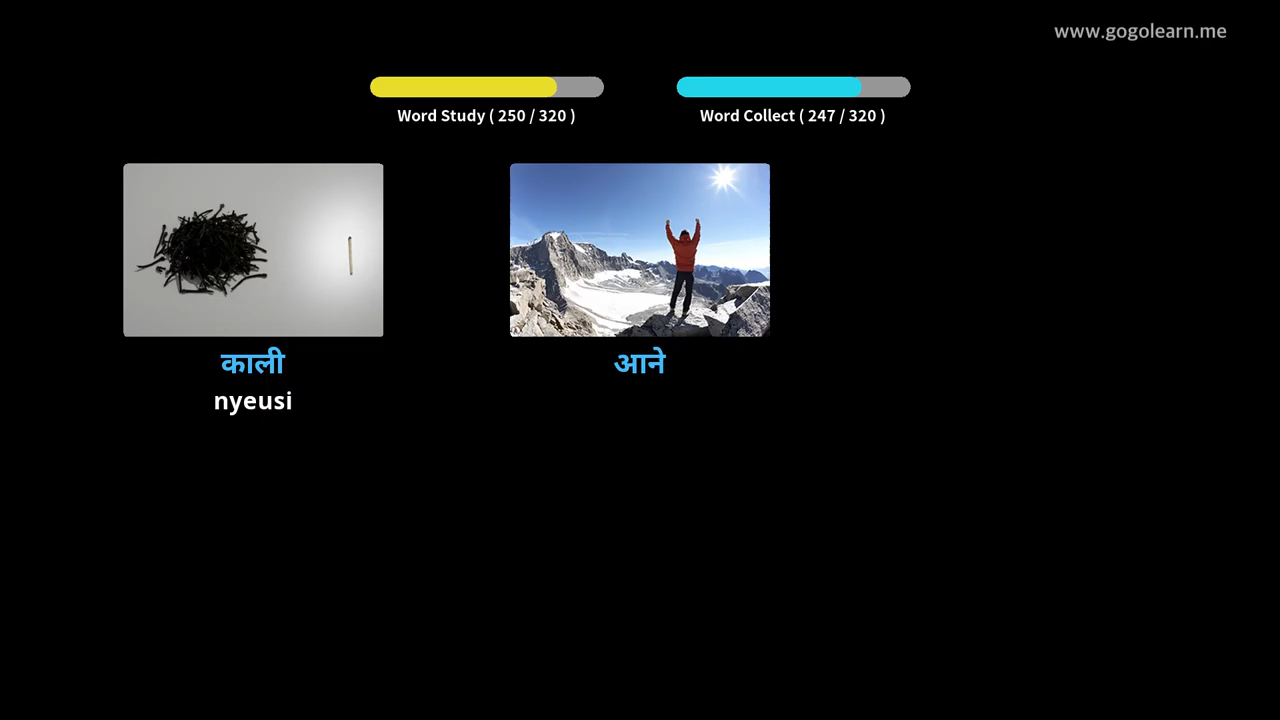 www.gogolearn.me
Word Study ( 250 / 320 )
Word Collect ( 247 / 320 )
काली
nyeusi
आने